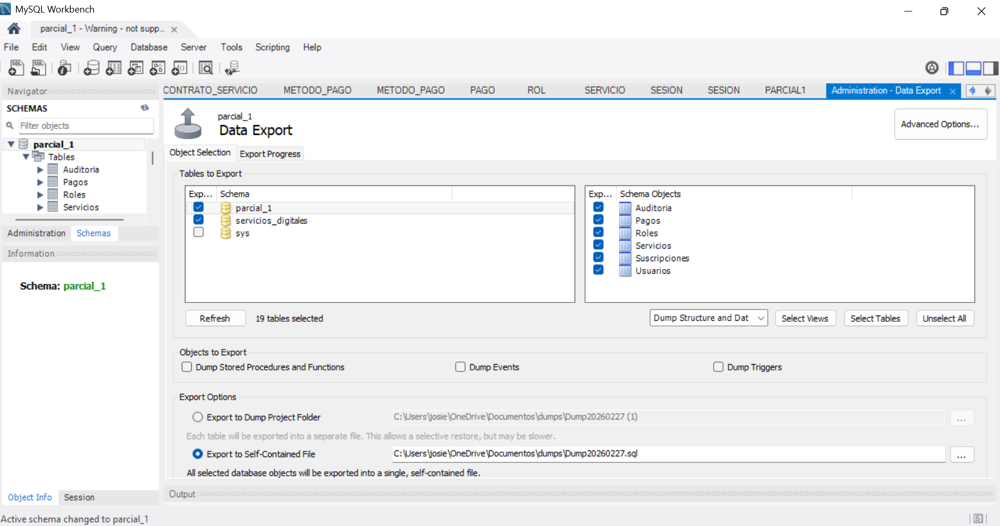 MySQL Workbench
parcial_1 - Warning - not supp...
File Edit View Query Database Server Tools Scripting Help
Navigator
SCHEMAS
Filter objects
parcial_1
Tables
Auditoria
Pagos
Roles
Servicios
Administration Schemas
Information
Schema: parcial_1
Object Info Session
CONTRATO_SERVICIO METODO_PAGO METODO_PAGO PAGO ROL SERVICIO SESION SESION PARCIAL1 Administration - Data Export
parcial_1
Data Export
Advanced Options...
Object Selection Export Progress
Tables to Export
Exp... Schema
parcial_1
servicios_digitales
sys
Exp... Schema Objects
Auditoria
Pagos
Roles
Servicios
Suscripciones
Usuarios
Refresh 19 tables selected Dump Structure and Dat Select Views Select Tables Unselect All
Objects to Export
Dump Stored Procedures and Functions Dump Events Dump Triggers
Export Options
Export to Dump Project Folder C:\Users\josie\OneDrive\Documentos\dumps\Dump20260227 (1) ...
Each table will be exported into a separate file. This allows a selective restore, but may be slower.
Export to Self-Contained File C:\Users\josie\OneDrive\Documentos\dumps\Dump20260227.sql ...
All selected database objects will be exported into a single, self-contained file.
Output
Active schema changed to parcial_1